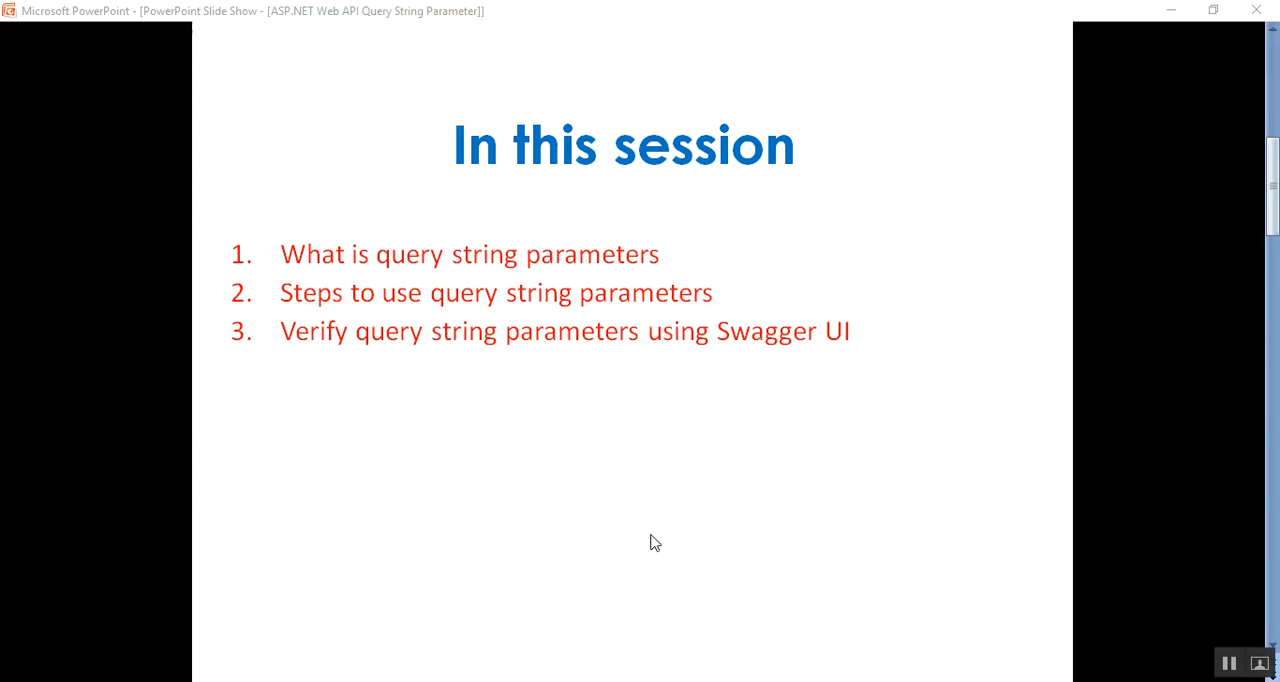 Microsoft PowerPoint - [PowerPoint Slide Show - [ASP.NET Web API Query String Parameter]]
In this session
1. What is query string parameters
2. Steps to use query string parameters
3. Verify query string parameters using Swagger UI